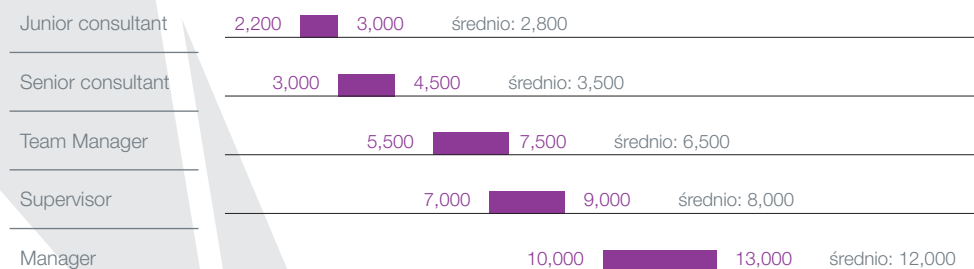 Junior consultant 2,200 3,000 średnio: 2,800
Senior consultant 3,000 4,500 średnio: 3,500
Team Manager 5,500 7,500 średnio: 6,500
Supervisor 7,000 9,000 średnio: 8,000
Manager 10,000 13,000 średnio: 12,000